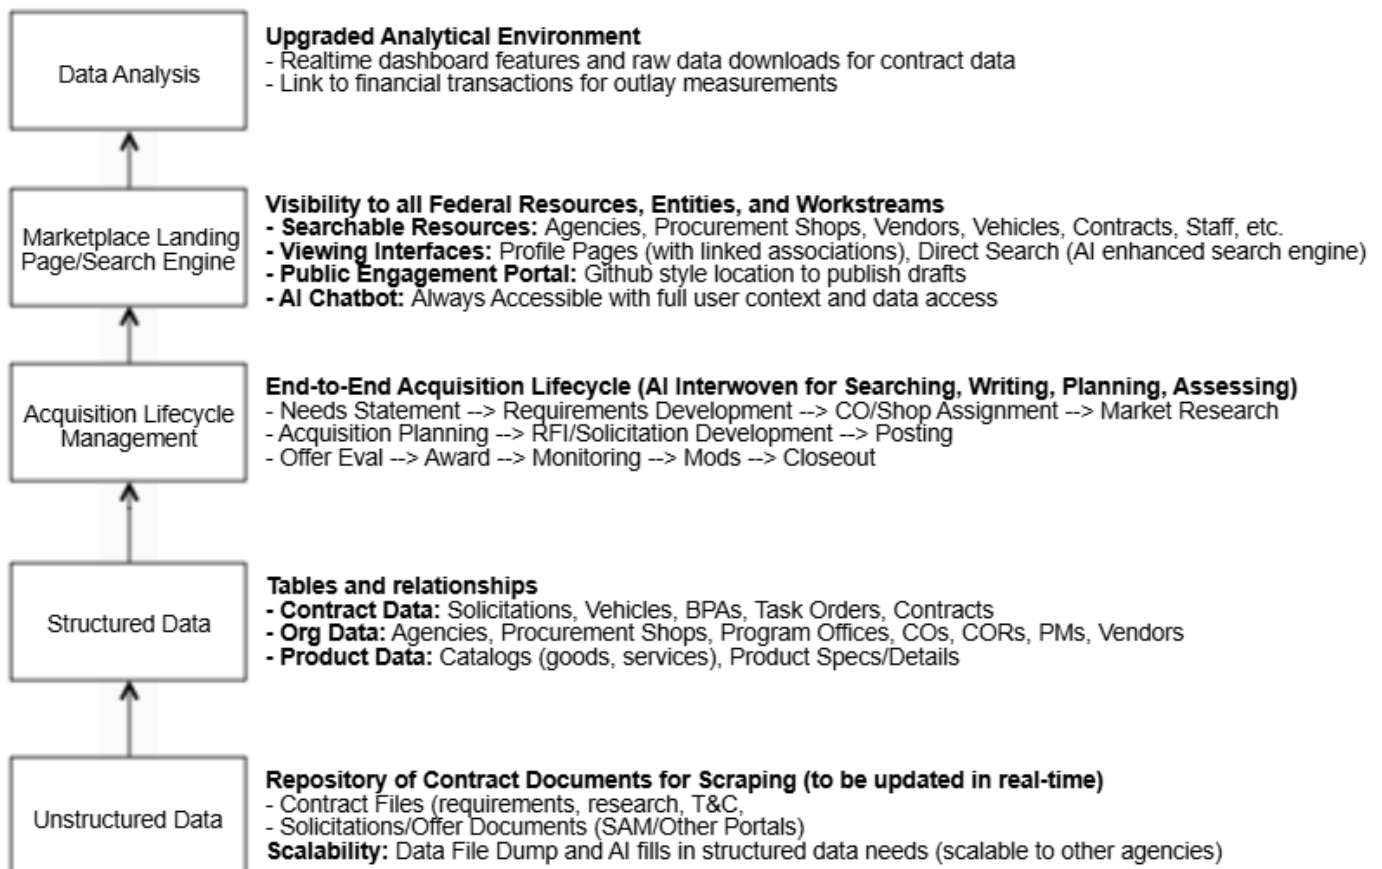 Data Analysis
Upgraded Analytical Environment
- Realtime dashboard features and raw data downloads for contract data
- Link to financial transactions for outlay measurements
Marketplace Landing
Page/Search Engine
Visibility to all Federal Resources, Entities, and Workstreams
- Searchable Resources: Agencies, Procurement Shops, Vendors, Vehicles, Contracts, Staff, etc.
- Viewing Interfaces: Profile Pages (with linked associations), Direct Search (AI enhanced search engine)
- Public Engagement Portal: Github style location to publish drafts
- AI Chatbot: Always Accessible with full user context and data access
Acquisition Lifecycle
Management
End-to-End Acquisition Lifecycle (AI Interwoven for Searching, Writing, Planning, Assessing)
- Needs Statement --> Requirements Development --> CO/Shop Assignment --> Market Research
- Acquisition Planning --> RFI/Solicitation Development --> Posting
- Offer Eval --> Award --> Monitoring --> Mods --> Closeout
Structured Data
Tables and relationships
- Contract Data: Solicitations, Vehicles, BPAs, Task Orders, Contracts
- Org Data: Agencies, Procurement Shops, Program Offices, COs, CORs, PMs, Vendors
- Product Data: Catalogs (goods, services), Product Specs/Details
Unstructured Data
Repository of Contract Documents for Scraping (to be updated in real-time)
- Contract Files (requirements, research, T&C,
- Solicitations/Offer Documents (SAM/Other Portals)
Scalability: Data File Dump and AI fills in structured data needs (scalable to other agencies)